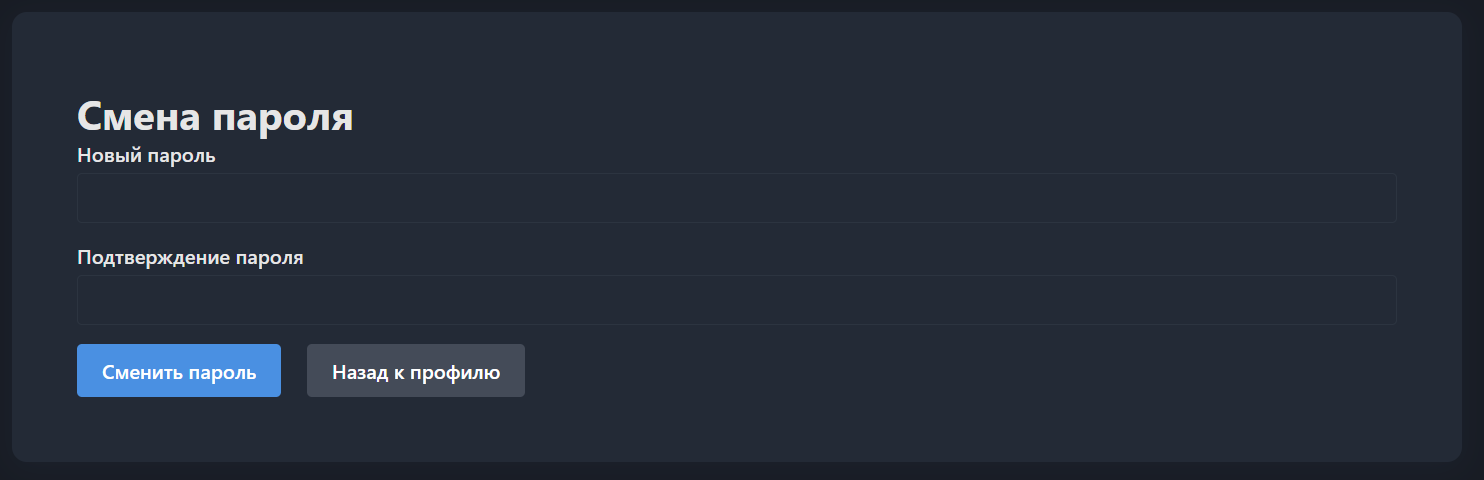 Смена пароля
Новый пароль
Подтверждение пароля
Сменить пароль
Назад к профилю